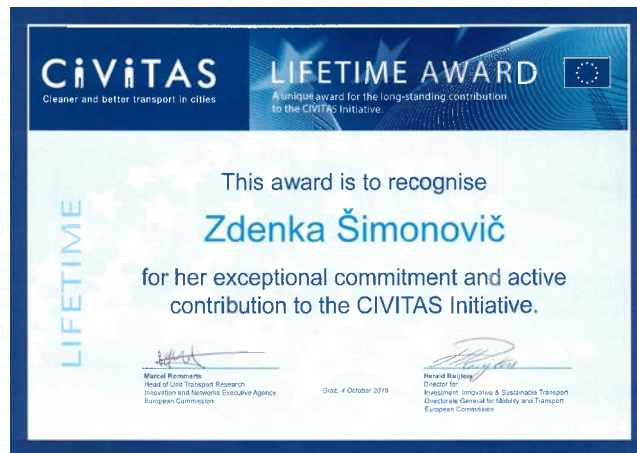 CiViTAS
Cleaner and better transport in cities
LIFETIME AWARD
A unique award for the long-standing contribution
to the CIVITAS Initiative.
LIFETIME
This award is to recognise
Zdenka Šimonovič
for her exceptional commitment and active
contribution to the CIVITAS Initiative.
Marcel Rommerts
Head of Unit Transport Research
Innovation and Networks Executive Agency
European Commission
Graz, 4 October 2019
Herald Ruijters
Director for
Investment, Innovative & Sustainable Transport
Directorate General for Mobility and Transport
European Commission